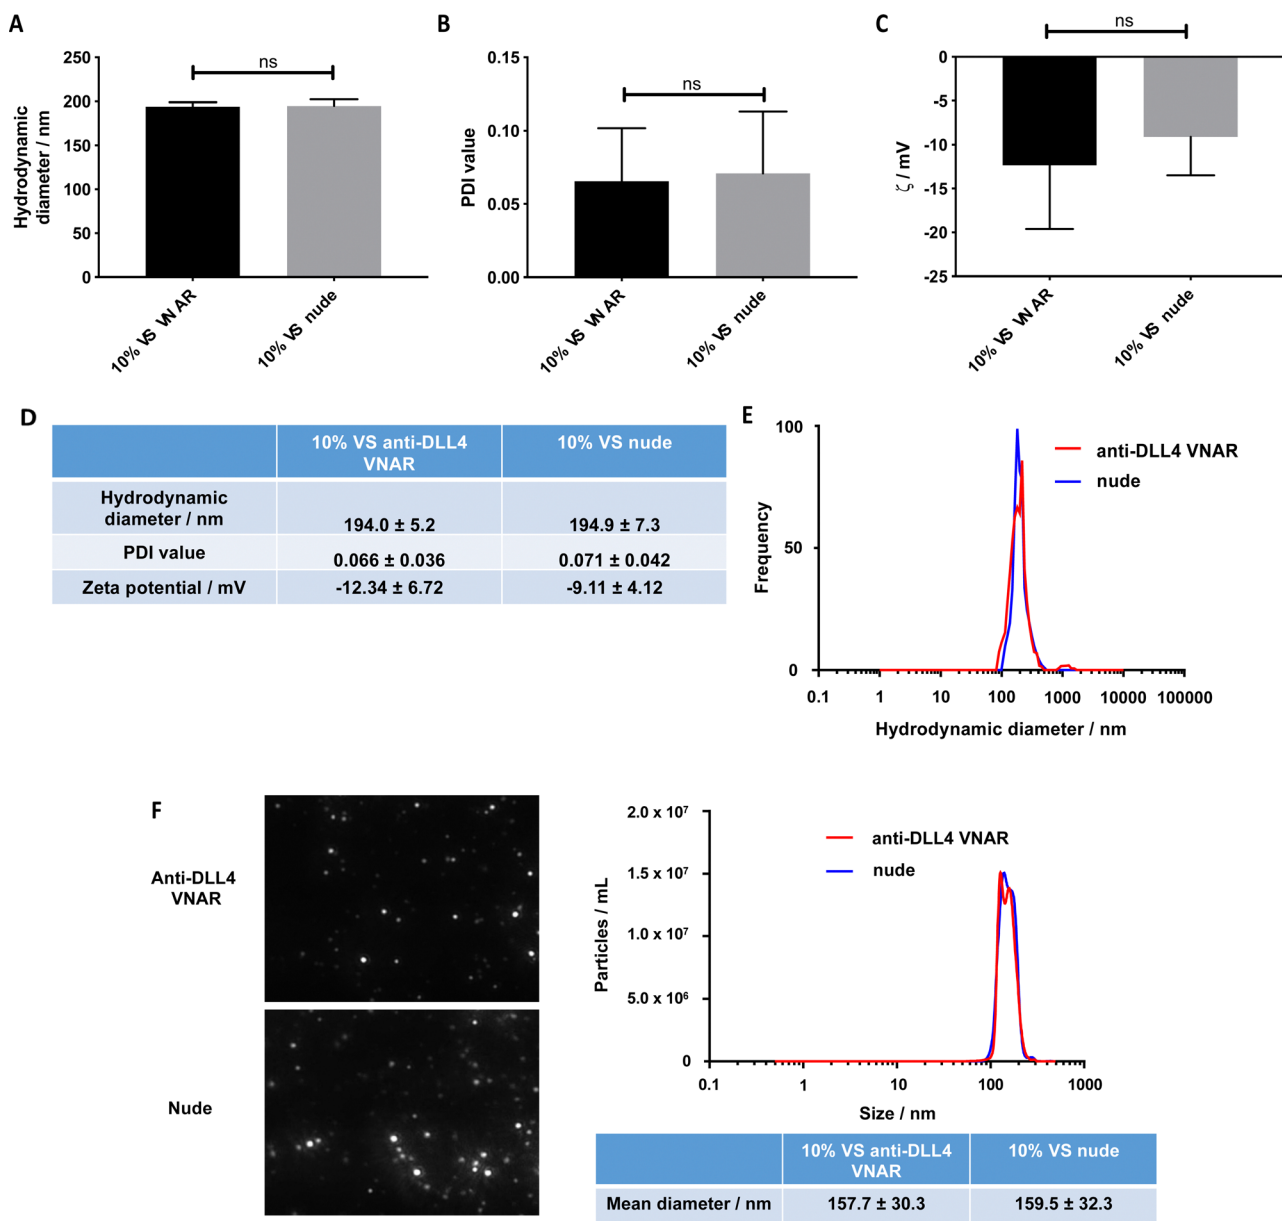 A
Hydrodynamic
diameter / nm
250
200
150
100
50
0
ns
10% VS VNAR
10% VS nude
B
PDI value
0.15
0.10
0.05
0.00
ns
10% VS VNAR
10% VS nude
C
ζ / mV
0
-5
-10
-15
-20
-25
ns
10% VS VNAR
10% VS nude
D
10% VS anti-DLL4
VNAR
10% VS nude
Hydrodynamic
diameter / nm
194.0 ± 5.2
194.9 ± 7.3
PDI value
0.066 ± 0.036
0.071 ± 0.042
Zeta potential / mV
-12.34 ± 6.72
-9.11 ± 4.12
E
Frequency
100
50
0
anti-DLL4 VNAR
nude
0.1 1 10 100 1000 10000 100000
Hydrodynamic diameter / nm
F
Anti-DLL4
VNAR
Nude
Particles / mL
2.0 x 10⁷
1.5 x 10⁷
1.0 x 10⁷
5.0 x 10⁶
0
anti-DLL4 VNAR
nude
0.1 1 10 100 1000
Size / nm
10% VS anti-DLL4
VNAR
10% VS nude
Mean diameter / nm
157.7 ± 30.3
159.5 ± 32.3